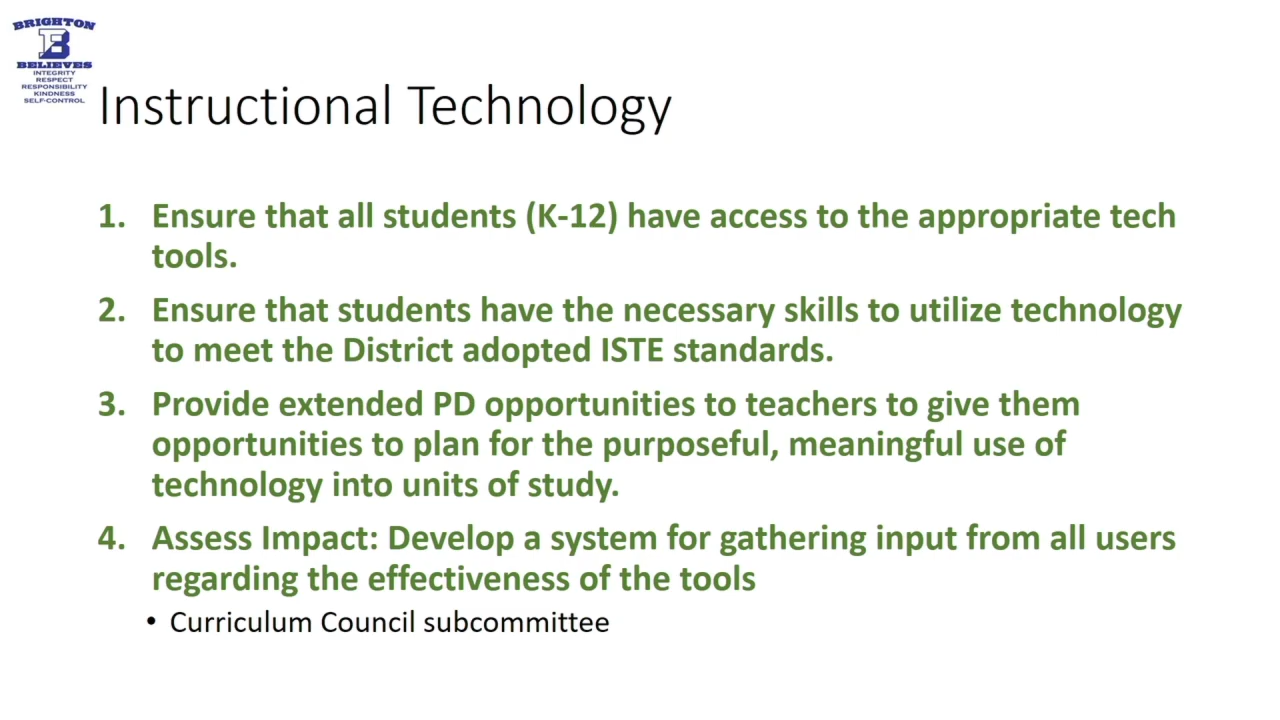 BRIGHTON
B
BELIEVES
INTEGRITY
RESPECT
RESPONSIBILITY
KINDNESS
SELF-CONTROL
Instructional Technology
1. Ensure that all students (K-12) have access to the appropriate tech
tools.
2. Ensure that students have the necessary skills to utilize technology
to meet the District adopted ISTE standards.
3. Provide extended PD opportunities to teachers to give them
opportunities to plan for the purposeful, meaningful use of
technology into units of study.
4. Assess Impact: Develop a system for gathering input from all users
regarding the effectiveness of the tools
• Curriculum Council subcommittee